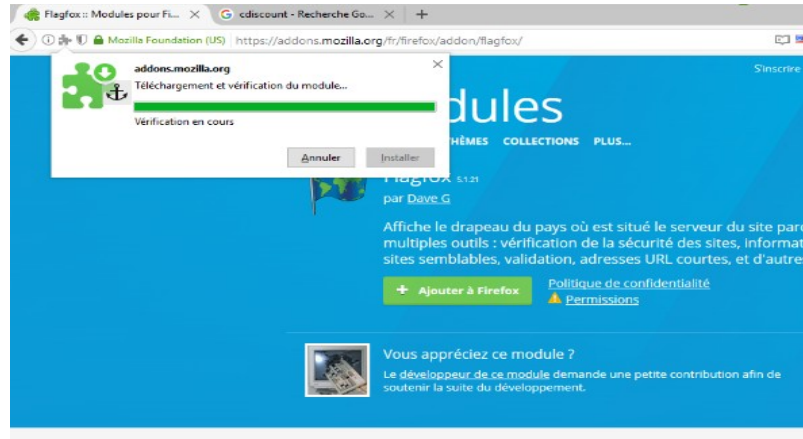 Flagfox :: Modules pour Fi...
cdiscount - Recherche Go...
Mozilla Foundation (US)
https://addons.mozilla.org/fr/firefox/addon/flagfox/
addons.mozilla.org
Téléchargement et vérification du module...
Vérification en cours
Annuler
Installer
S'inscrire
dules
HÈMES COLLECTIONS PLUS...
Flagfox 5.1.21
par Dave G
Affiche le drapeau du pays où est situé le serveur du site parc
multiples outils : vérification de la sécurité des sites, informat
sites semblables, validation, adresses URL courtes, et d'autre
Ajouter à Firefox
Politique de confidentialité
Permissions
Vous appréciez ce module ?
Le développeur de ce module demande une petite contribution afin de
soutenir la suite du développement.